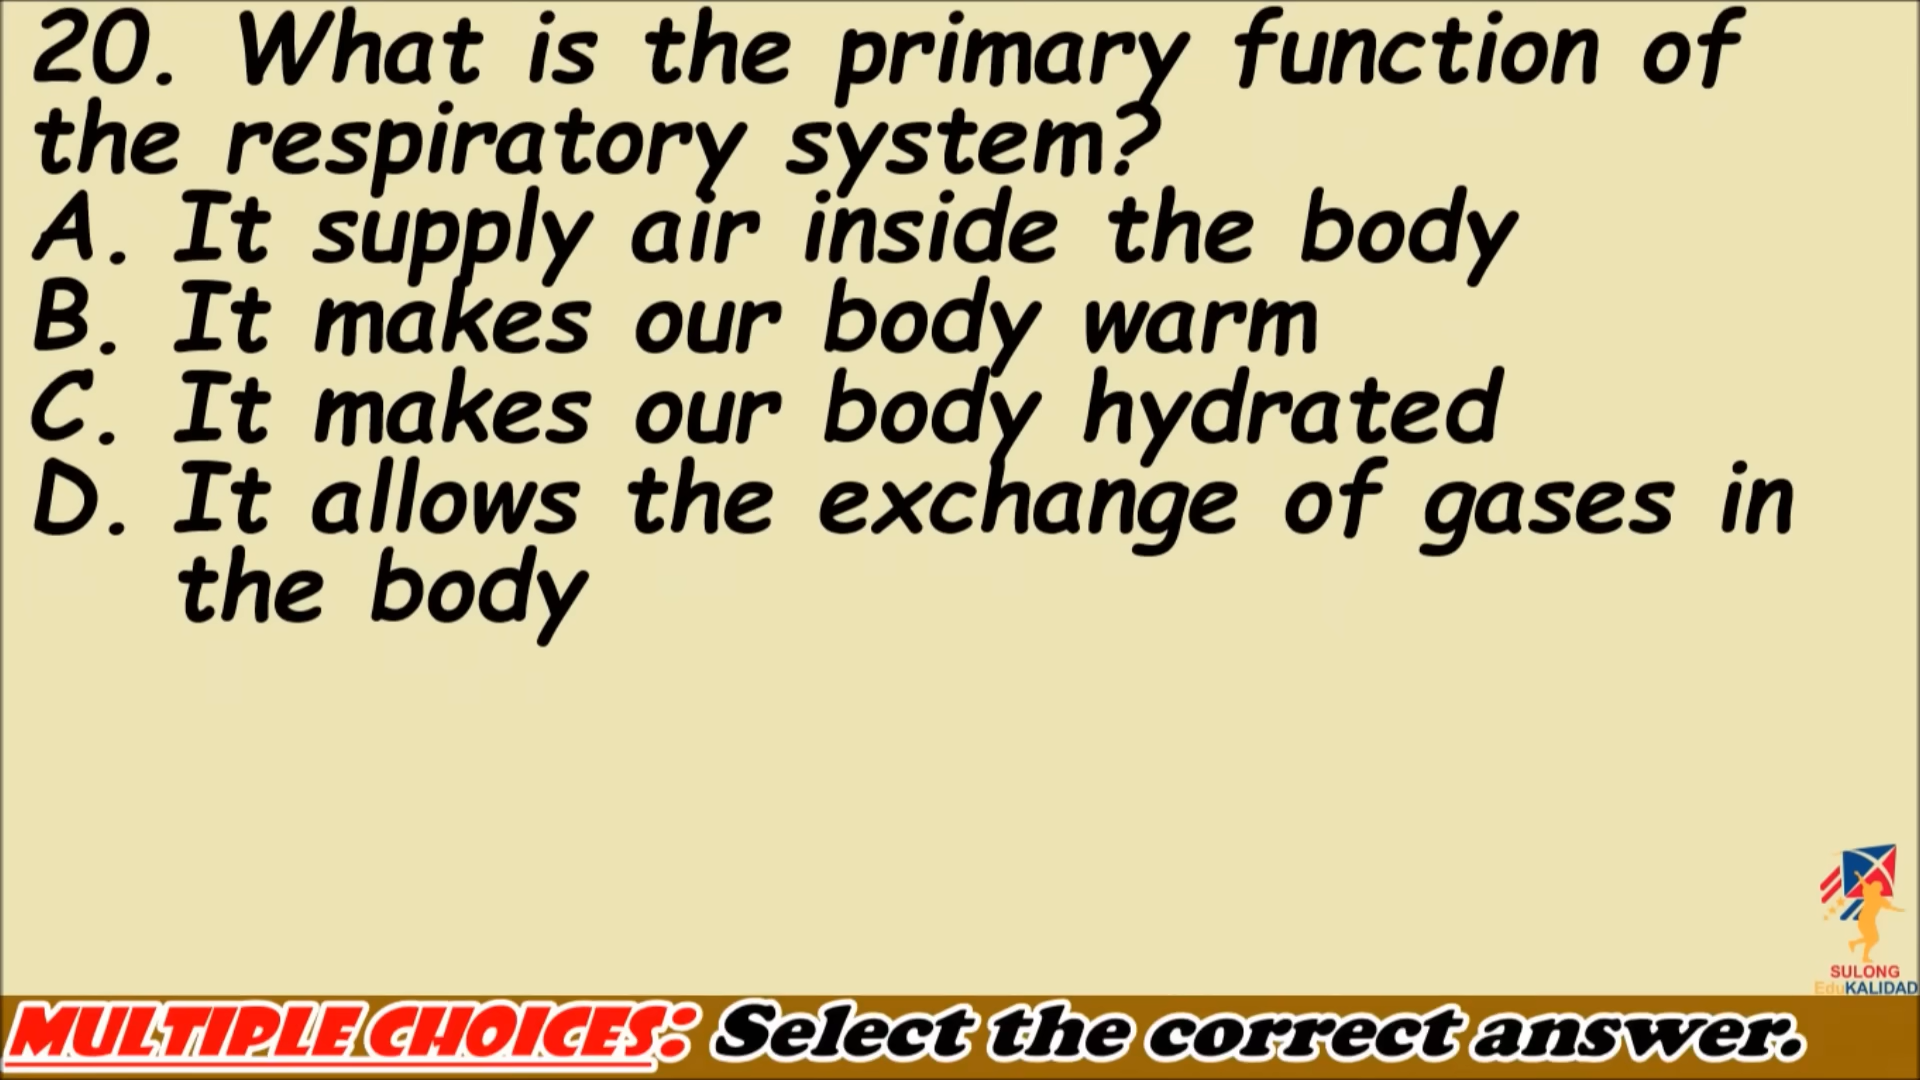 20. What is the primary function of
the respiratory system?
A. It supply air inside the body
B. It makes our body warm
C. It makes our body hydrated
D. It allows the exchange of gases in
the body
SULONG
EduKALIDAD
MULTIPLE CHOICES: Select the correct answer.